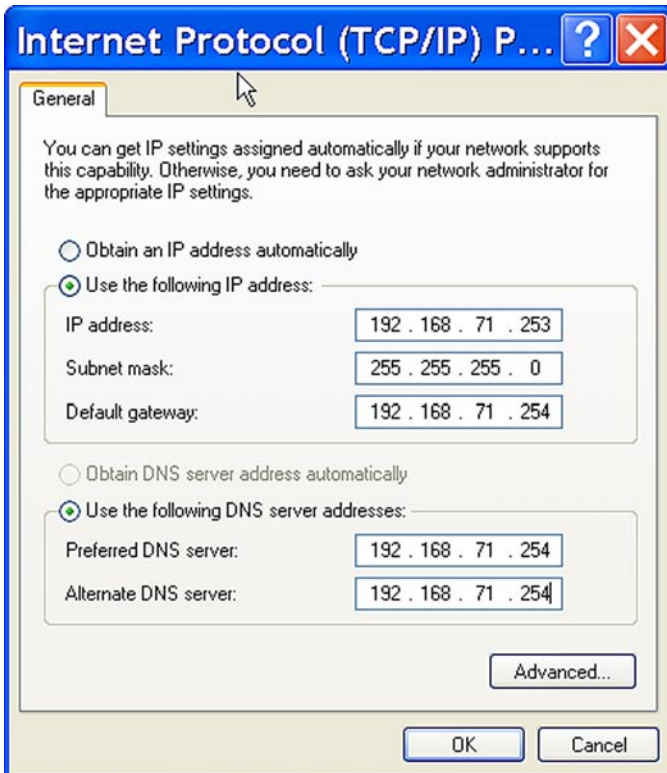 Internet Protocol (TCP/IP) P... ?
General
You can get IP settings assigned automatically if your network supports
this capability. Otherwise, you need to ask your network administrator for
the appropriate IP settings.
Obtain an IP address automatically
Use the following IP address:
IP address: 192 . 168 . 71 . 253
Subnet mask: 255 . 255 . 255 . 0
Default gateway: 192 . 168 . 71 . 254
Obtain DNS server address automatically
Use the following DNS server addresses:
Preferred DNS server: 192 . 168 . 71 . 254
Alternate DNS server: 192 . 168 . 71 . 254
Advanced...
OK Cancel